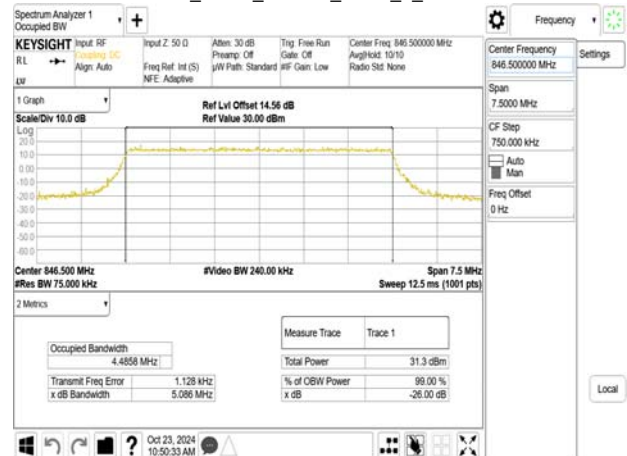 Spectrum Analyzer 1
Occupied BW
Frequency
KEYSIGHT
Input: RF
Coupling: DC
Align: Auto
Input Z: 50 Ω
Freq Ref: Int (S)
NFE: Adaptive
Atten: 30 dB
Preamp: Off
µW Path: Standard
Trig: Free Run
Gate: Off
#IF Gain: Low
Center Freq: 846.500000 MHz
Avg|Hold: 10/10
Radio Std: None
RL
Center Frequency
846.500000 MHz
Settings
Span
7.5000 MHz
CF Step
750.000 kHz
Auto
Man
Freq Offset
0 Hz
1 Graph
Scale/Div 10.0 dB
Ref Lvl Offset 14.56 dB
Ref Value 30.00 dBm
Log
20.0
10.0
0.00
-10.0
-20.0
-30.0
-40.0
-50.0
-60.0
Center 846.500 MHz
#Res BW 75.000 kHz
#Video BW 240.00 kHz
Span 7.5 MHz
Sweep 12.5 ms (1001 pts)
2 Metrics
Measure Trace Trace 1
Occupied Bandwidth
4.4858 MHz
Total Power 31.3 dBm
Transmit Freq Error 1.128 kHz
% of OBW Power 99.00 %
x dB Bandwidth 5.086 MHz
x dB -26.00 dB
Local
Oct 23, 2024
10:50:33 AM